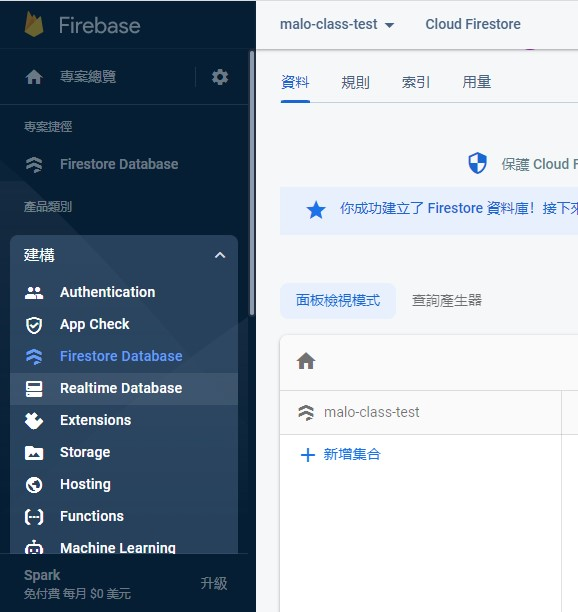 Firebase
malo-class-test
Cloud Firestore
專案總覽
資料
規則
索引
用量
專案捷徑
Firestore Database
保護 Cloud F
產品類別
你成功建立了 Firestore 資料庫！接下來
建構
Authentication
面板檢視模式
查詢產生器
App Check
Firestore Database
Realtime Database
malo-class-test
Extensions
新增集合
Storage
Hosting
Functions
Machine Learning
Spark
免付費 每月 $0 美元
升級